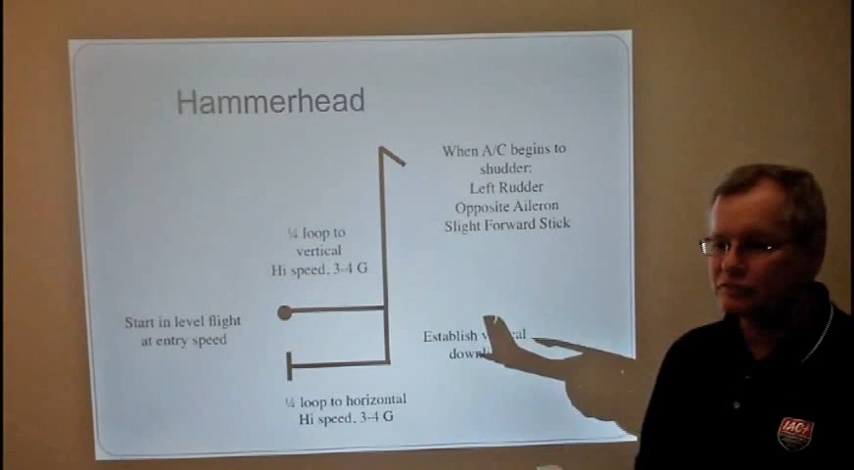 Hammerhead
When A/C begins to
shudder:
Left Rudder
Opposite Aileron
Slight Forward Stick
¼ loop to
vertical
Hi speed, 3-4 G
Start in level flight
at entry speed
Establish
¼ loop to horizontal
Hi speed, 3-4 G
IAC